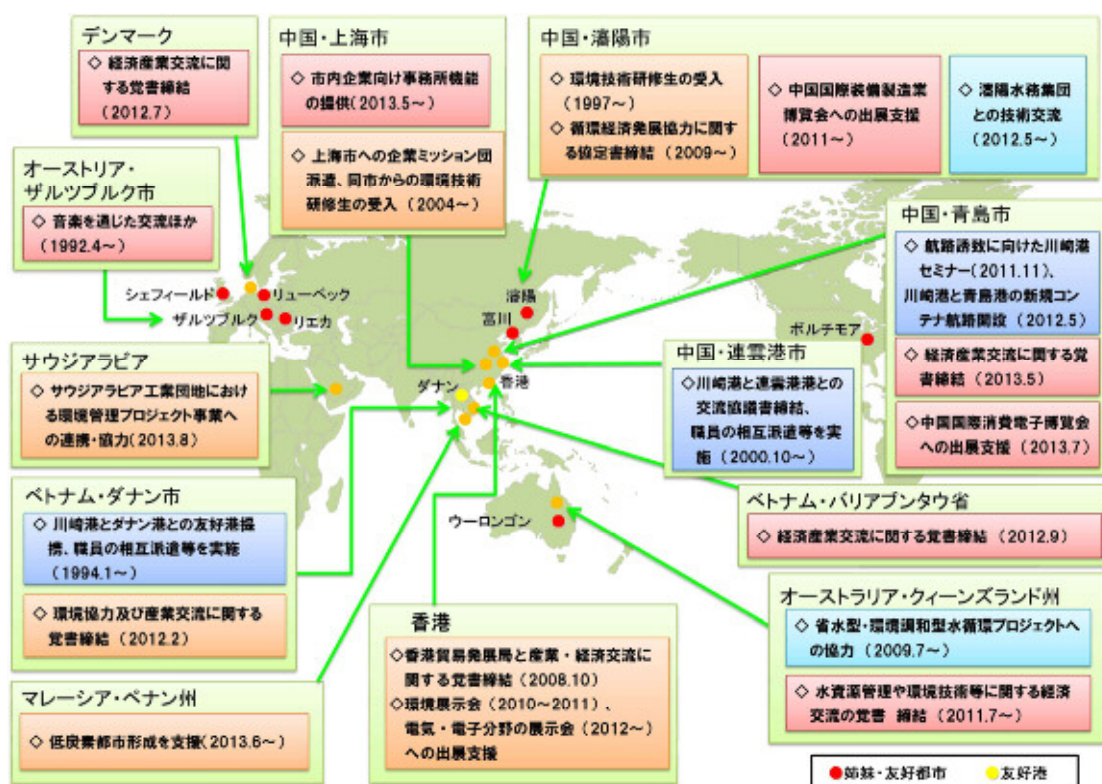 デンマーク
◇ 経済産業交流に関
する覚書締結
(2012.7)
中国・上海市
◇ 市内企業向け事務所機能
の提供(2013.5～)
◇ 上海市への企業ミッション団
派遣、同市からの環境技術
研修生の受入 (2004～)
中国・瀋陽市
◇ 環境技術研修生の受入
(1997～)
◇ 循環経済発展協力に関す
る協定書締結 (2009～)
◇ 中国国際装備製造業
博覧会への出展支援
(2011～)
◇ 瀋陽水務集団
との技術交流
(2012.5～)
オーストリア・
ザルツブルク市
◇ 音楽を通じた交流ほか
(1992.4～)
中国・青島市
◇ 航路誘致に向けた川崎港
セミナー(2011.11)、
川崎港と青島港の新規コン
テナ航路開設 (2012.5)
◇ 経済産業交流に関する覚
書締結 (2013.5)
◇中国国際消費電子博覧会
への出展支援 (2013.7)
シェフィールド
リューベック
ザルツブルク
リエカ
瀋陽
富川
ボルチモア
ダナン
香港
ウーロンゴン
サウジアラビア
◇ サウジアラビア工業団地におけ
る環境管理プロジェクト事業へ
の連携・協力(2013.8)
中国・連雲港市
◇川崎港と連雲港港との
交流協議書締結、
職員の相互派遣等を実
施 (2000.10～)
ベトナム・ダナン市
◇ 川崎港とダナン港との友好港提
携、職員の相互派遣等を実施
(1994.1～)
◇ 環境協力及び産業交流に関する
覚書締結 (2012.2)
ベトナム・バリアブンタウ省
◇ 経済産業交流に関する覚書締結 (2012.9)
マレーシア・ペナン州
◇ 低炭素都市形成を支援(2013.6～)
香港
◇香港貿易発展局と産業・経済交流に
関する覚書締結 (2008.10)
◇環境展示会 (2010～2011)、
電気・電子分野の展示会 (2012～)
への出展支援
オーストラリア・クィーンズランド州
◇ 省水型・環境調和型水循環プロジェクトへ
の協力 (2009.7～)
◇ 水資源管理や環境技術等に関する経済
交流の覚書 締結 (2011.7～)
●姉妹・友好都市 ●友好港